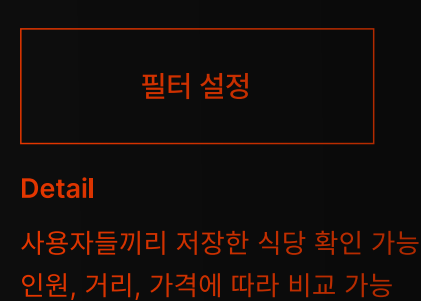 필터 설정
Detail
사용자들끼리 저장한 식당 확인 가능
인원, 거리, 가격에 따라 비교 가능